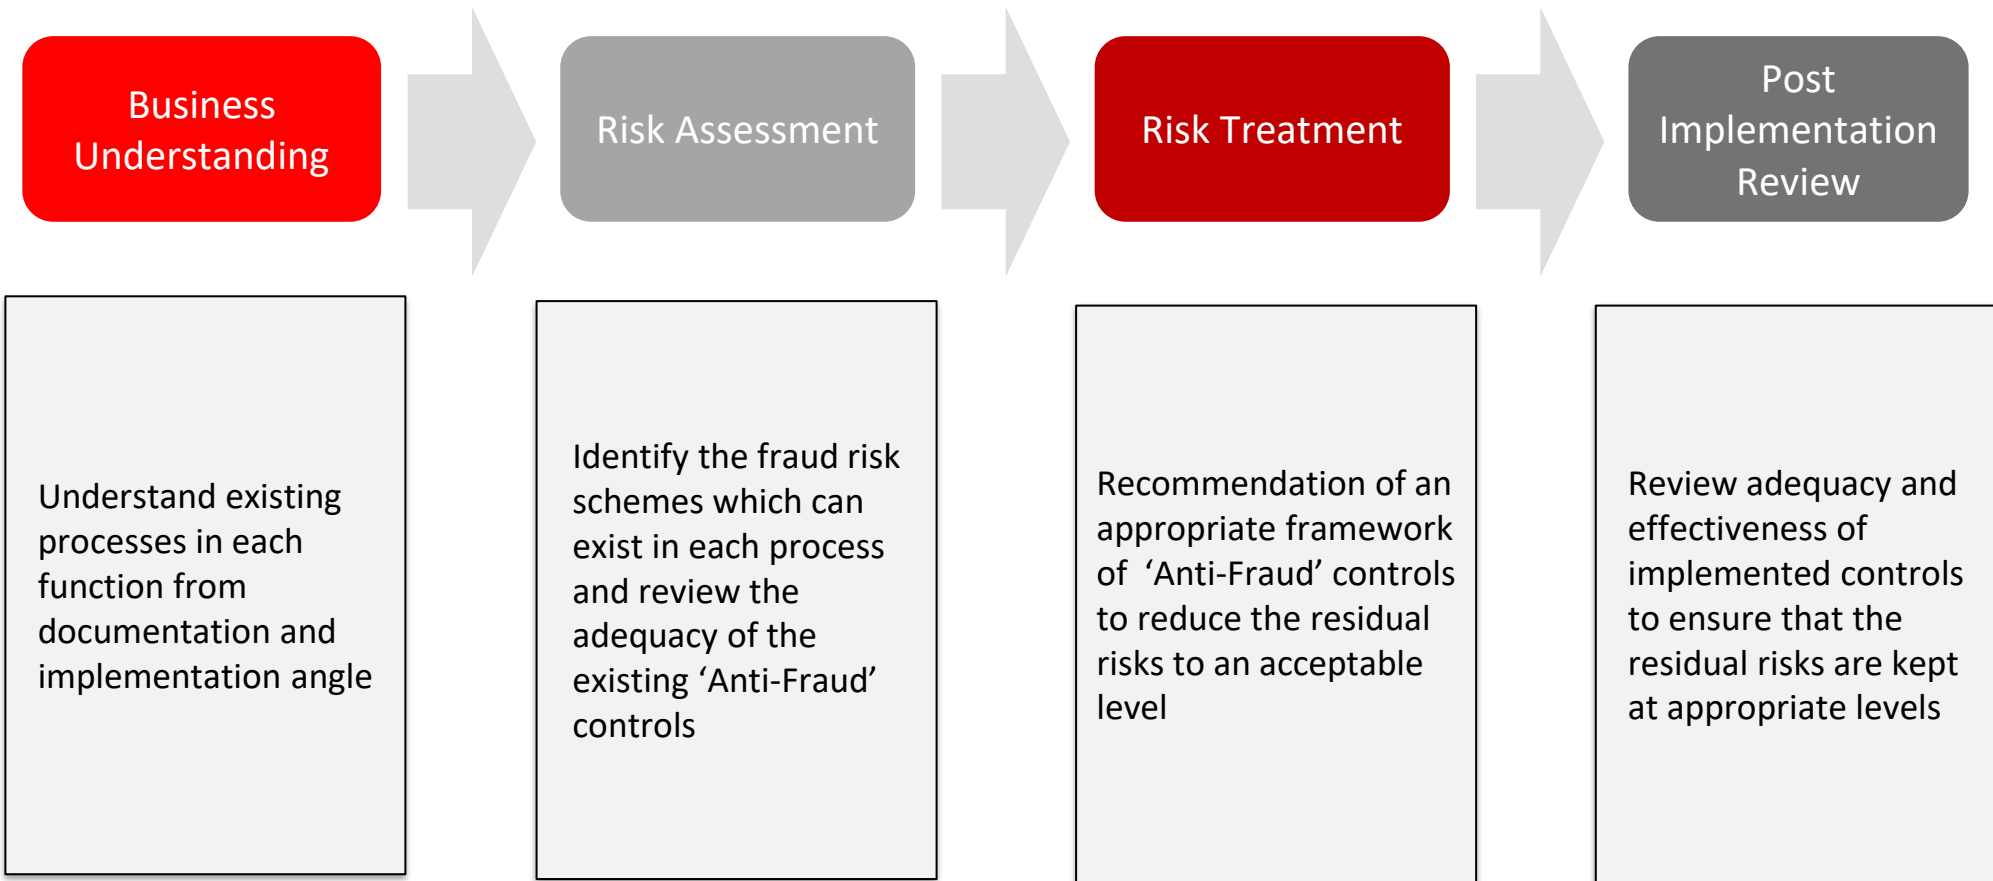 Business
Understanding
Risk Assessment
Risk Treatment
Post
Implementation
Review
Understand existing
processes in each
function from
documentation and
implementation angle
Identify the fraud risk
schemes which can
exist in each process
and review the
adequacy of the
existing ‘Anti-Fraud’
controls
Recommendation of an
appropriate framework
of  ‘Anti-Fraud’ controls
to reduce the residual
risks to an acceptable
level
Review adequacy and
effectiveness of
implemented controls
to ensure that the
residual risks are kept
at appropriate levels